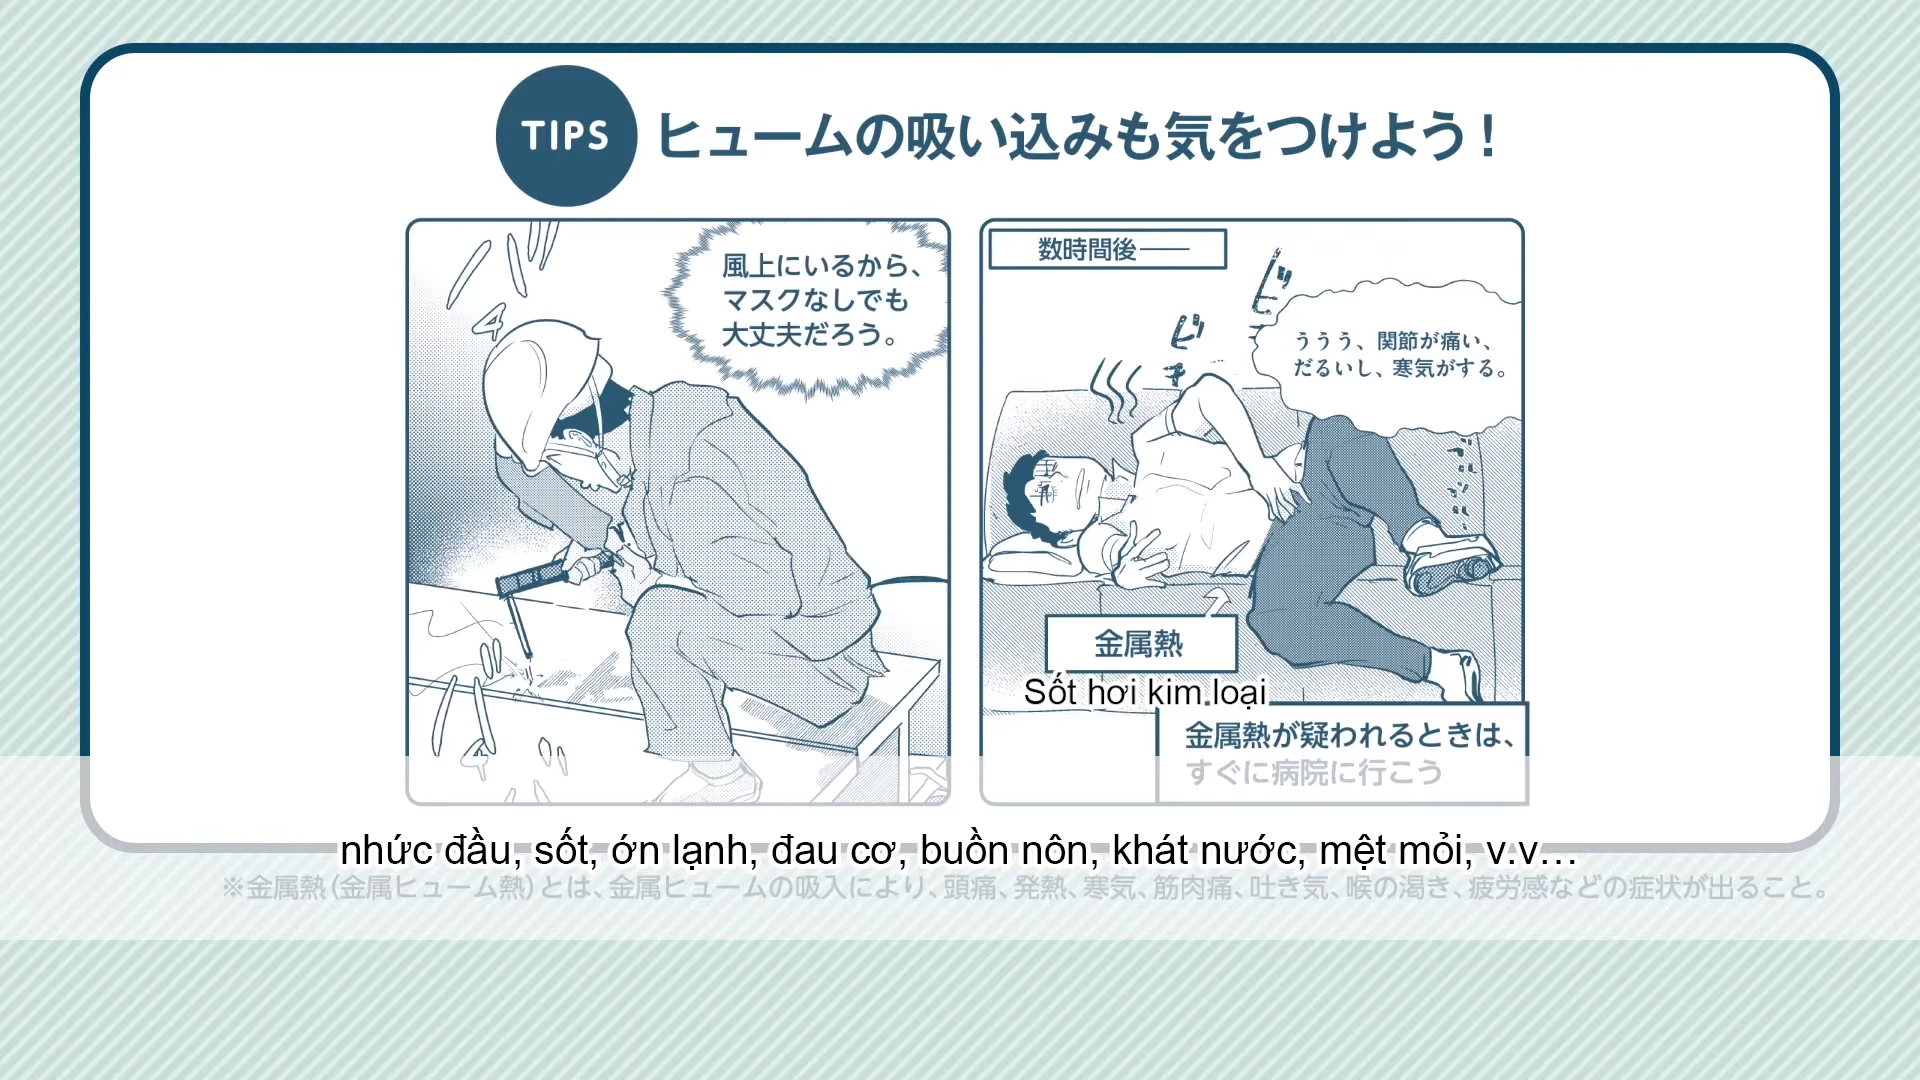 TIPS ヒュームの吸い込みも気をつけよう！
風上にいるから、
マスクなしでも
大丈夫だろう。
数時間後――
ううう、関節が痛い、
だるいし、寒気がする。
金属熱
Sốt hơi kim loại
金属熱が疑われるときは、
すぐに病院に行こう
nhức đầu, sốt, ớn lạnh, đau cơ, buồn nôn, khát nước, mệt mỏi, v.v…
※金属熱（金属ヒューム熱）とは、金属ヒュームの吸入により、頭痛、発熱、寒気、筋肉痛、吐き気、喉の渇き、疲労感などの症状が出ること。